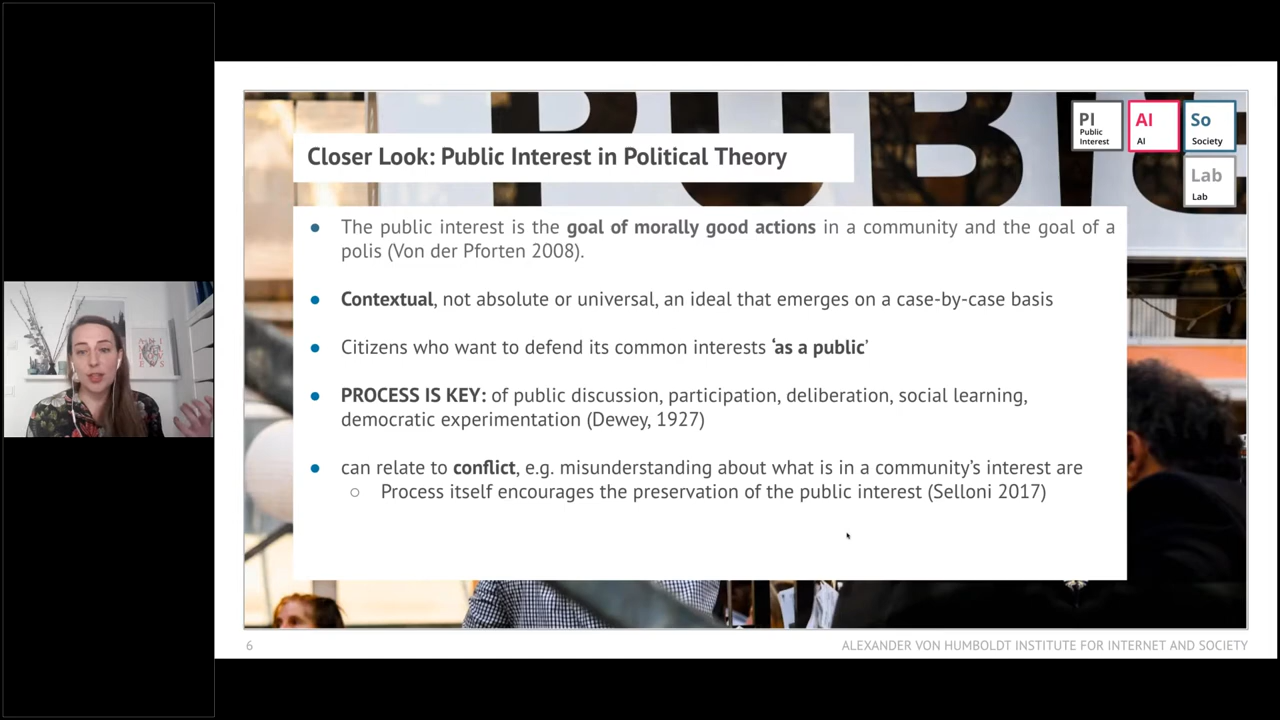 PUBLIC
PI
Public
Interest
AI
AI
So
Society
Lab
Lab
Closer Look: Public Interest in Political Theory
● The public interest is the goal of morally good actions in a community and the goal of a
polis (Von der Pforten 2008).
● Contextual, not absolute or universal, an ideal that emerges on a case-by-case basis
● Citizens who want to defend its common interests ‘as a public’
● PROCESS IS KEY: of public discussion, participation, deliberation, social learning,
democratic experimentation (Dewey, 1927)
● can relate to conflict, e.g. misunderstanding about what is in a community’s interest are
○ Process itself encourages the preservation of the public interest (Selloni 2017)
6
ALEXANDER VON HUMBOLDT INSTITUTE FOR INTERNET AND SOCIETY